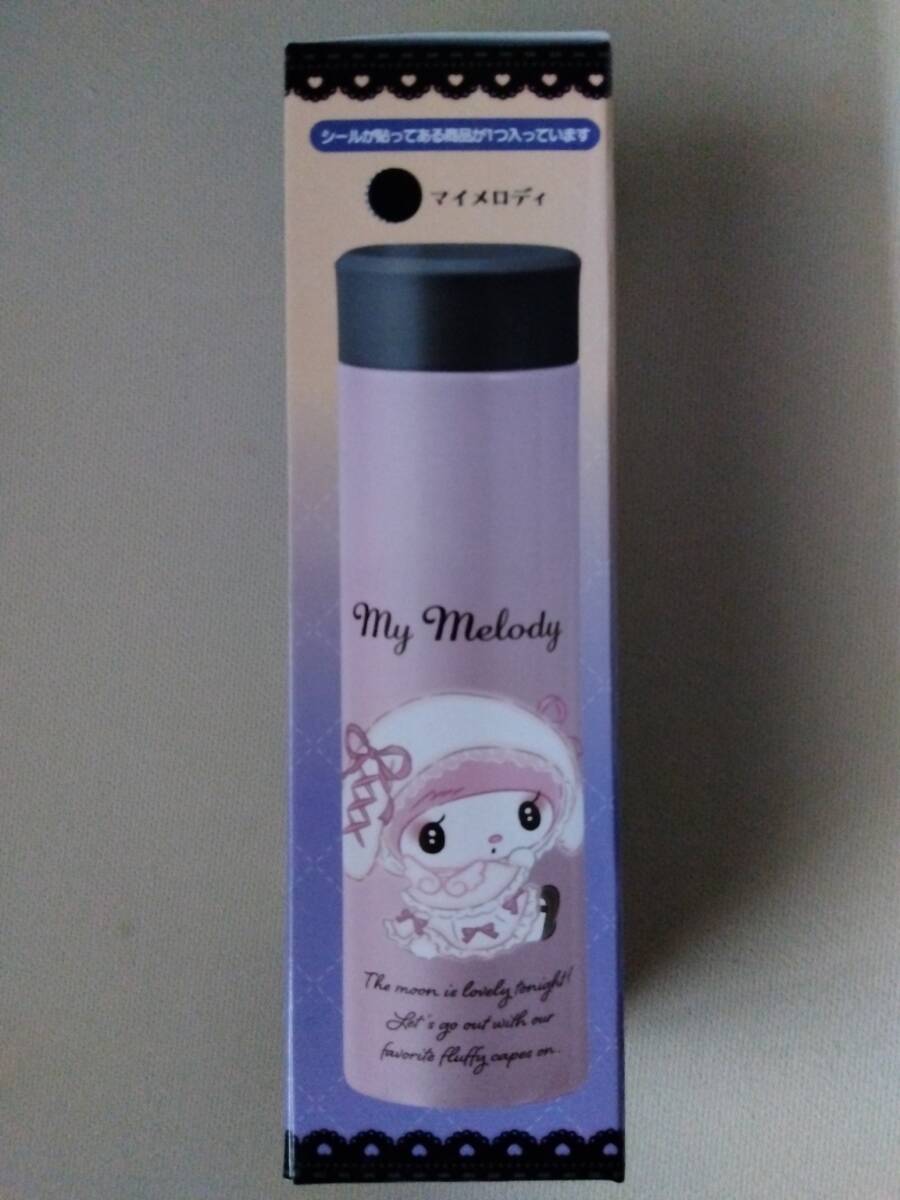 シールが貼ってある商品が1つ入っています
マイメロディ
My Melody
The moon is lovely tonight!
Let's go out with our
favorite fluffy capes on.